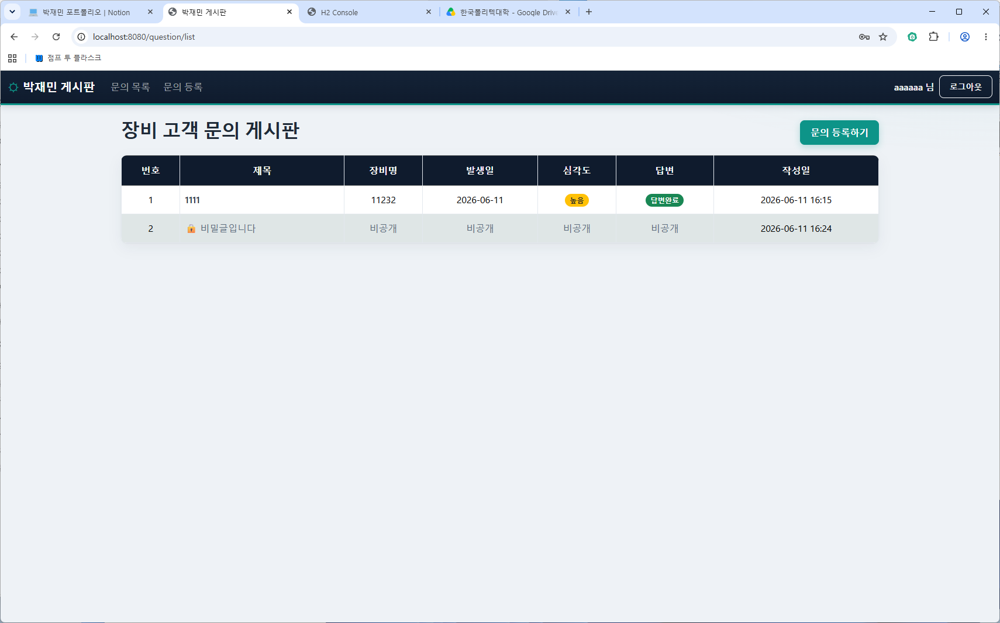 박재민 포트폴리오 | Notion
박재민 게시판
H2 Console
한국폴리텍대학 - Google Drive
localhost:8080/question/list
점프 투 플라스크
박재민 게시판 문의 목록 문의 등록 aaaaaa 님 로그아웃
장비 고객 문의 게시판 문의 등록하기
번호 제목 장비명 발생일 심각도 답변 작성일
1 1111 11232 2026-06-11 높음 답변완료 2026-06-11 16:15
2 비밀글입니다 비공개 비공개 비공개 비공개 2026-06-11 16:24